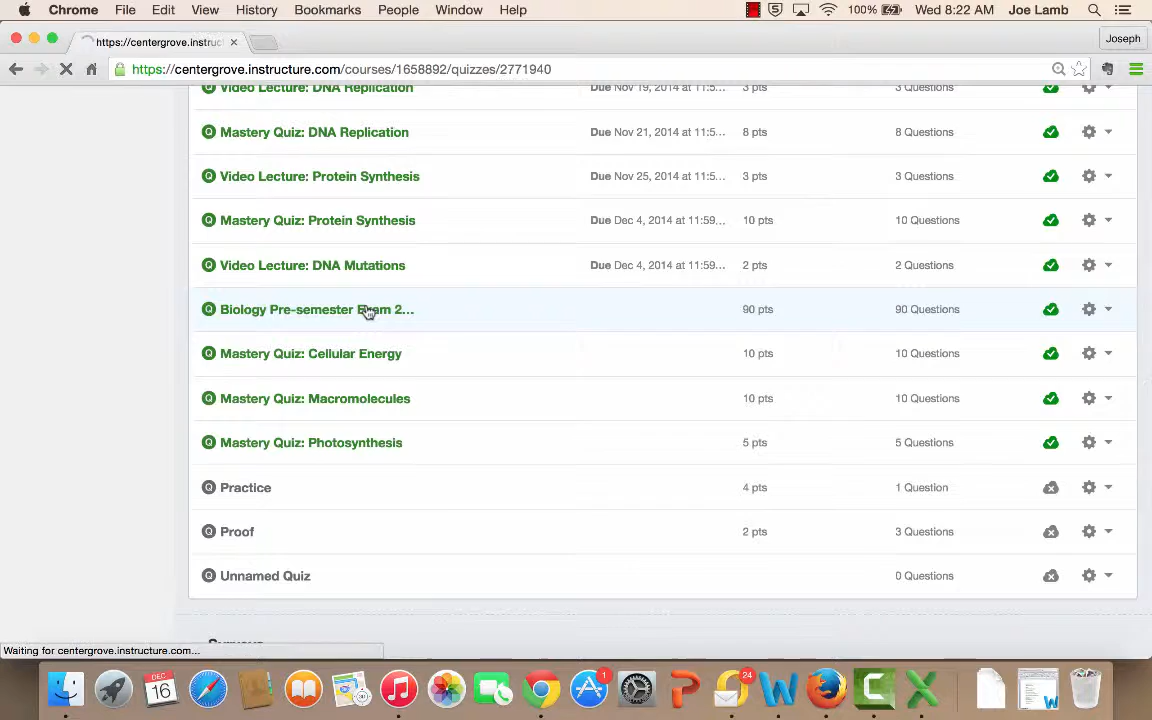 Chrome File Edit View History Bookmarks People Window Help 100% Wed 8:22 AM Joe Lamb
https://centergrove.instruc × Joseph
https://centergrove.instructure.com/courses/1658892/quizzes/2771940
Video Lecture: DNA Replication Due Nov 19, 2014 at 11:5... 3 pts 3 Questions
Q Mastery Quiz: DNA Replication Due Nov 21, 2014 at 11:5... 8 pts 8 Questions
Q Video Lecture: Protein Synthesis Due Nov 25, 2014 at 11:5... 3 pts 3 Questions
Q Mastery Quiz: Protein Synthesis Due Dec 4, 2014 at 11:59... 10 pts 10 Questions
Q Video Lecture: DNA Mutations Due Dec 4, 2014 at 11:59... 2 pts 2 Questions
Q Biology Pre-semester Exam 2... 90 pts 90 Questions
Q Mastery Quiz: Cellular Energy 10 pts 10 Questions
Q Mastery Quiz: Macromolecules 10 pts 10 Questions
Q Mastery Quiz: Photosynthesis 5 pts 5 Questions
Q Practice 4 pts 1 Question
Q Proof 2 pts 3 Questions
Q Unnamed Quiz 0 Questions
Surveys
Waiting for centergrove.instructure.com...
DEC 16 1 24